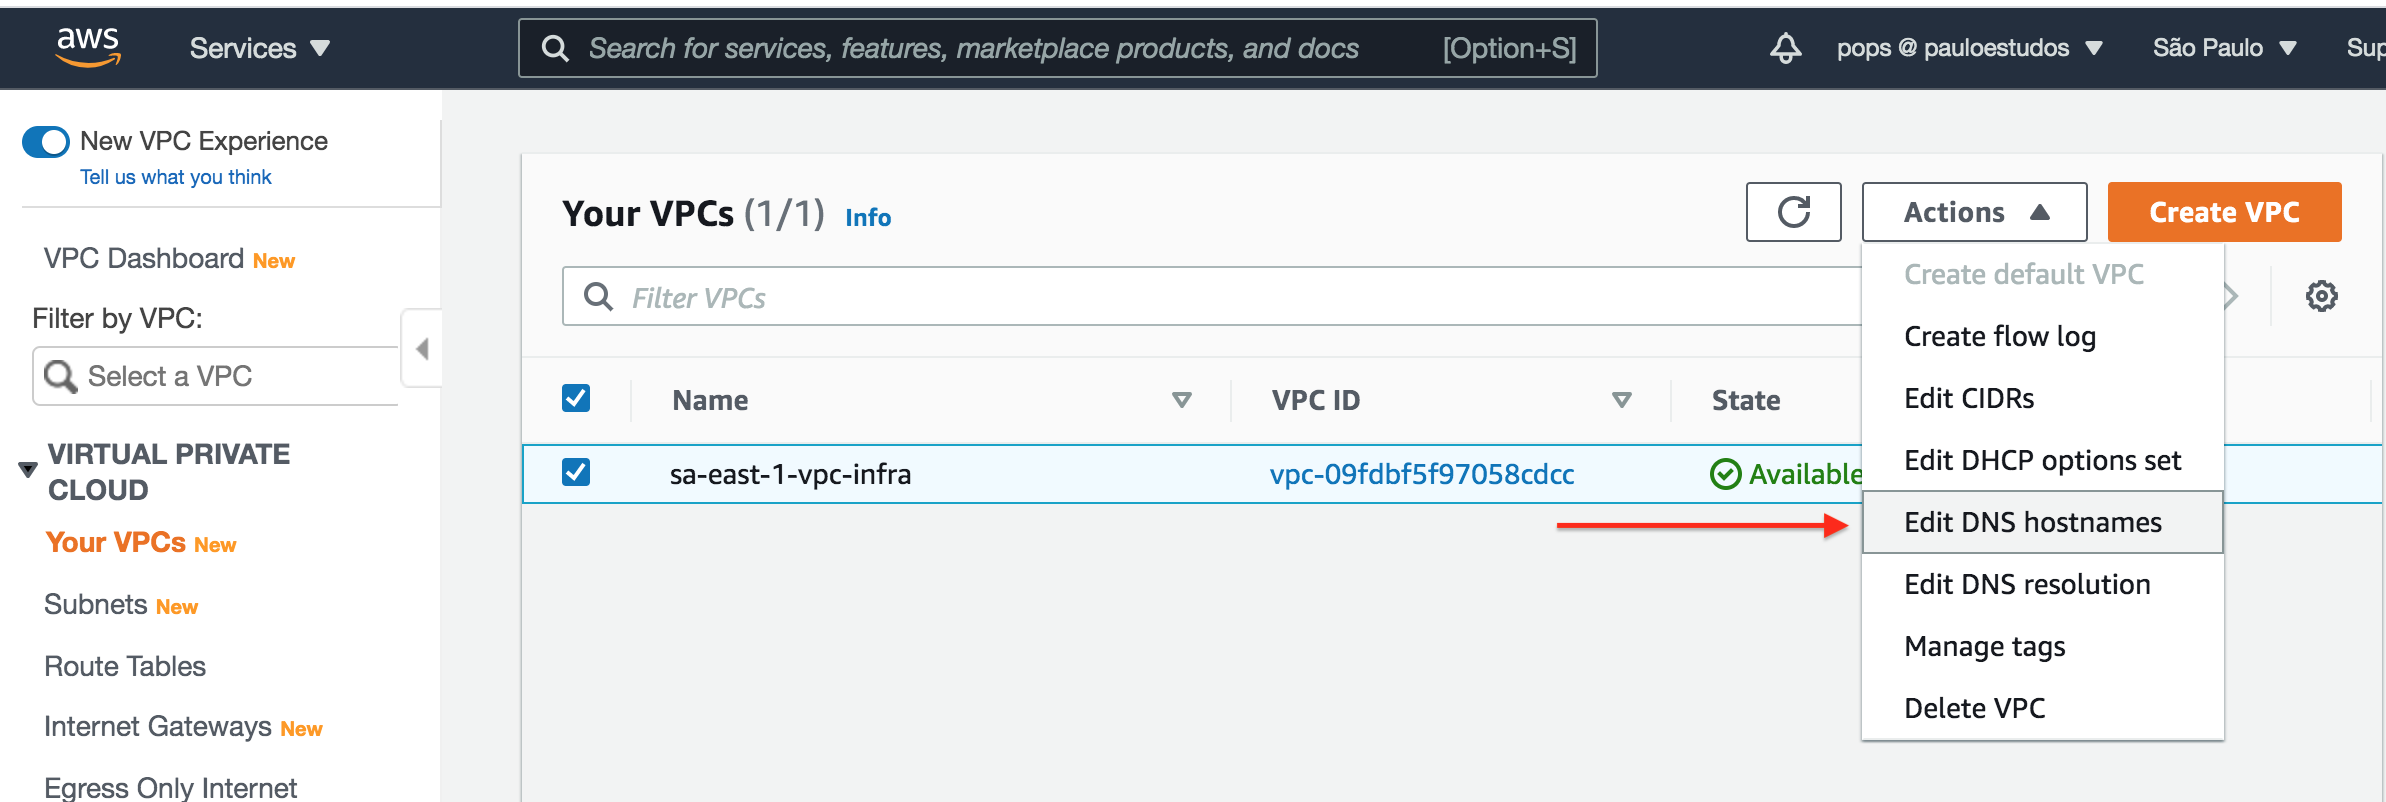 aws
Services
Search for services, features, marketplace products, and docs [Option+S]
pops @ pauloestudos
São Paulo
Sup
New VPC Experience
Tell us what you think
VPC Dashboard New
Filter by VPC:
Select a VPC
VIRTUAL PRIVATE
CLOUD
Your VPCs New
Subnets New
Route Tables
Internet Gateways New
Egress Only Internet
Your VPCs (1/1) Info
Actions
Create VPC
Filter VPCs
Name
VPC ID
State
sa-east-1-vpc-infra
vpc-09fdbf5f97058cdcc
Available
Create default VPC
Create flow log
Edit CIDRs
Edit DHCP options set
Edit DNS hostnames
Edit DNS resolution
Manage tags
Delete VPC